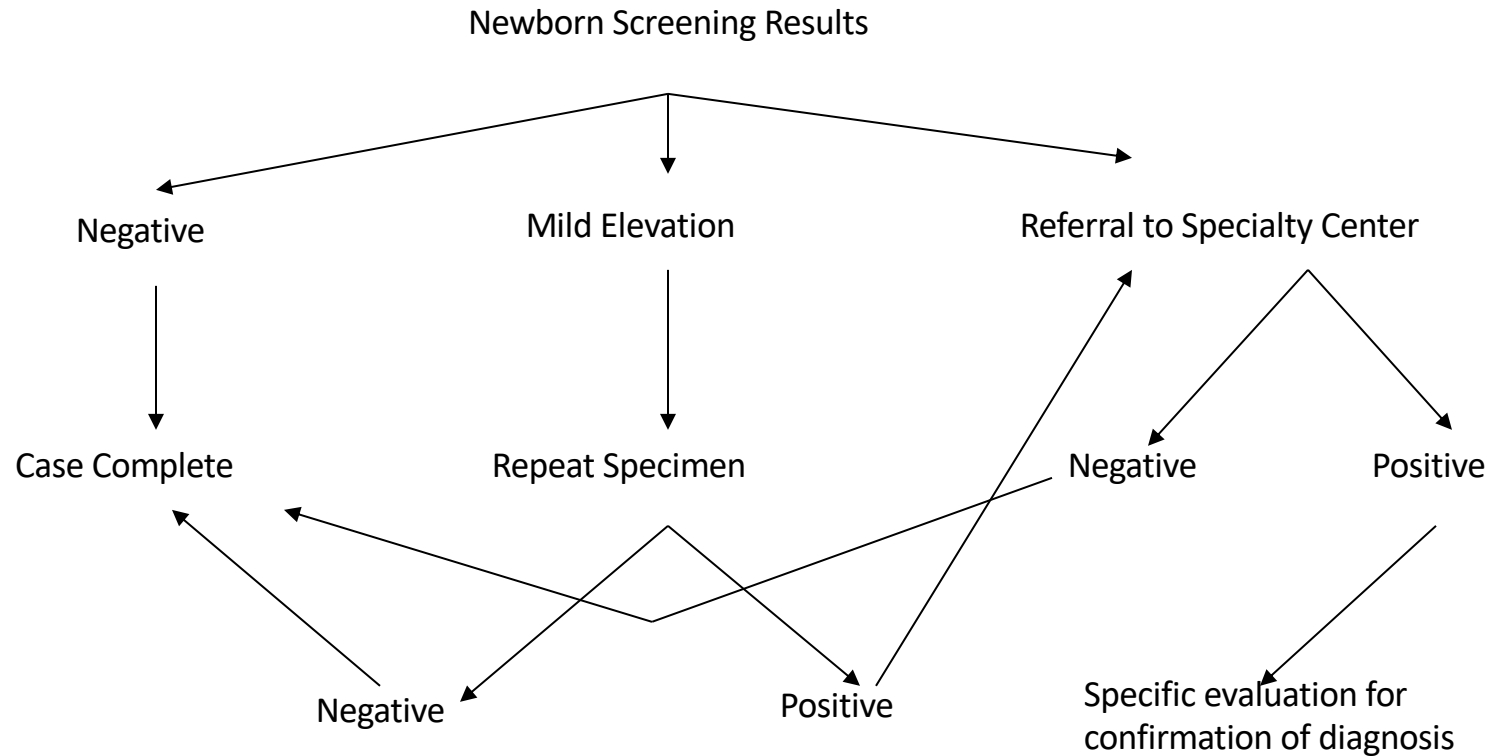 Newborn Screening Results
Negative
Mild Elevation
Referral to Specialty Center
Case Complete
Repeat Specimen
Negative
Positive
Negative
Positive
Specific evaluation for
confirmation of diagnosis